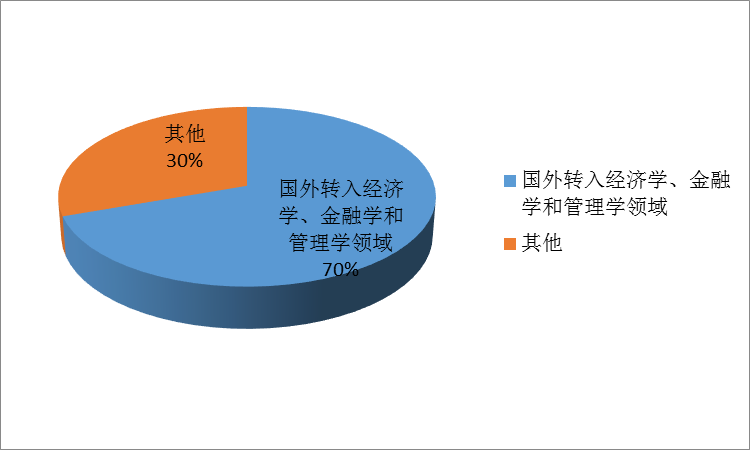 其他
30%
国外转入经济
学、金融学和
管理学领域
70%
国外转入经济学、金融
学和管理学领域
其他